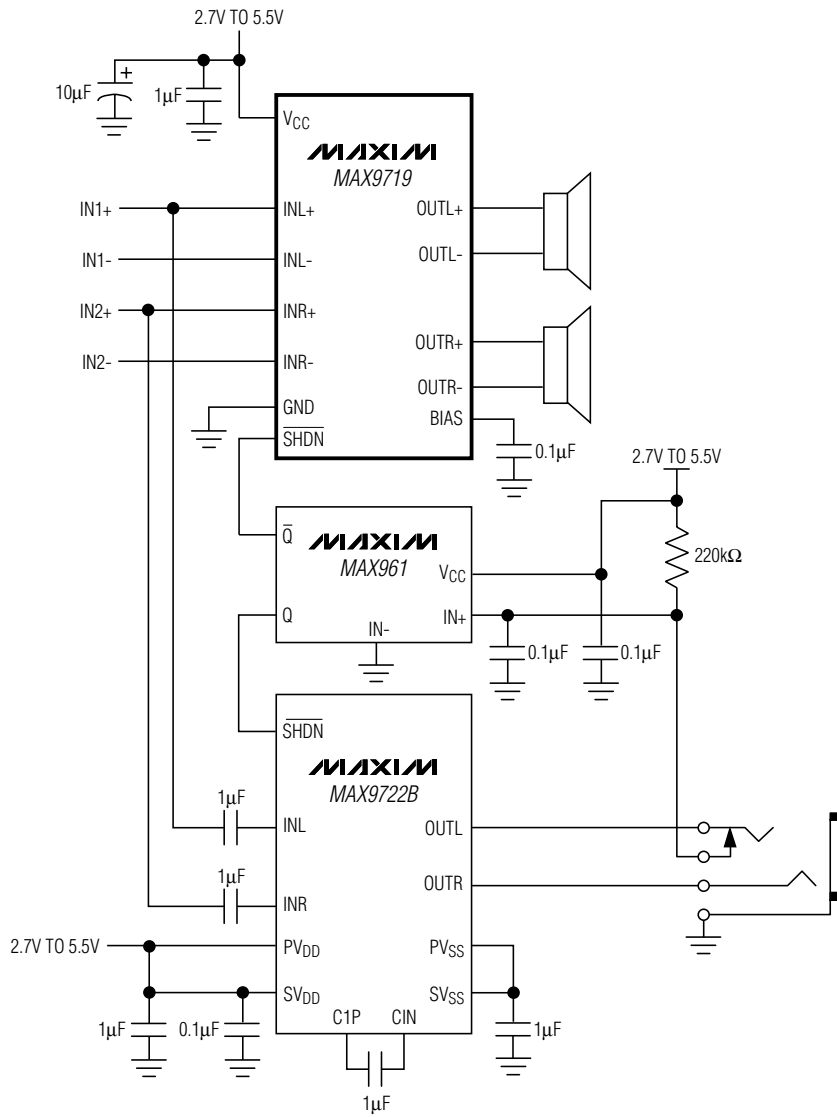 2.7V TO 5.5V
10µF
+
1µF
VCC
MAXIM
MAX9719
IN1+
INL+
OUTL+
IN1-
INL-
OUTL-
IN2+
INR+
OUTR+
IN2-
INR-
OUTR-
GND
BIAS
SHDN
0.1µF
2.7V TO 5.5V
Q
MAXIM
MAX961
VCC
220kΩ
Q
IN+
IN-
0.1µF
0.1µF
SHDN
MAXIM
MAX9722B
1µF
INL
OUTL
1µF
INR
OUTR
2.7V TO 5.5V
PVDD
PVSS
SVDD
SVSS
1µF
0.1µF
C1P
CIN
1µF
1µF